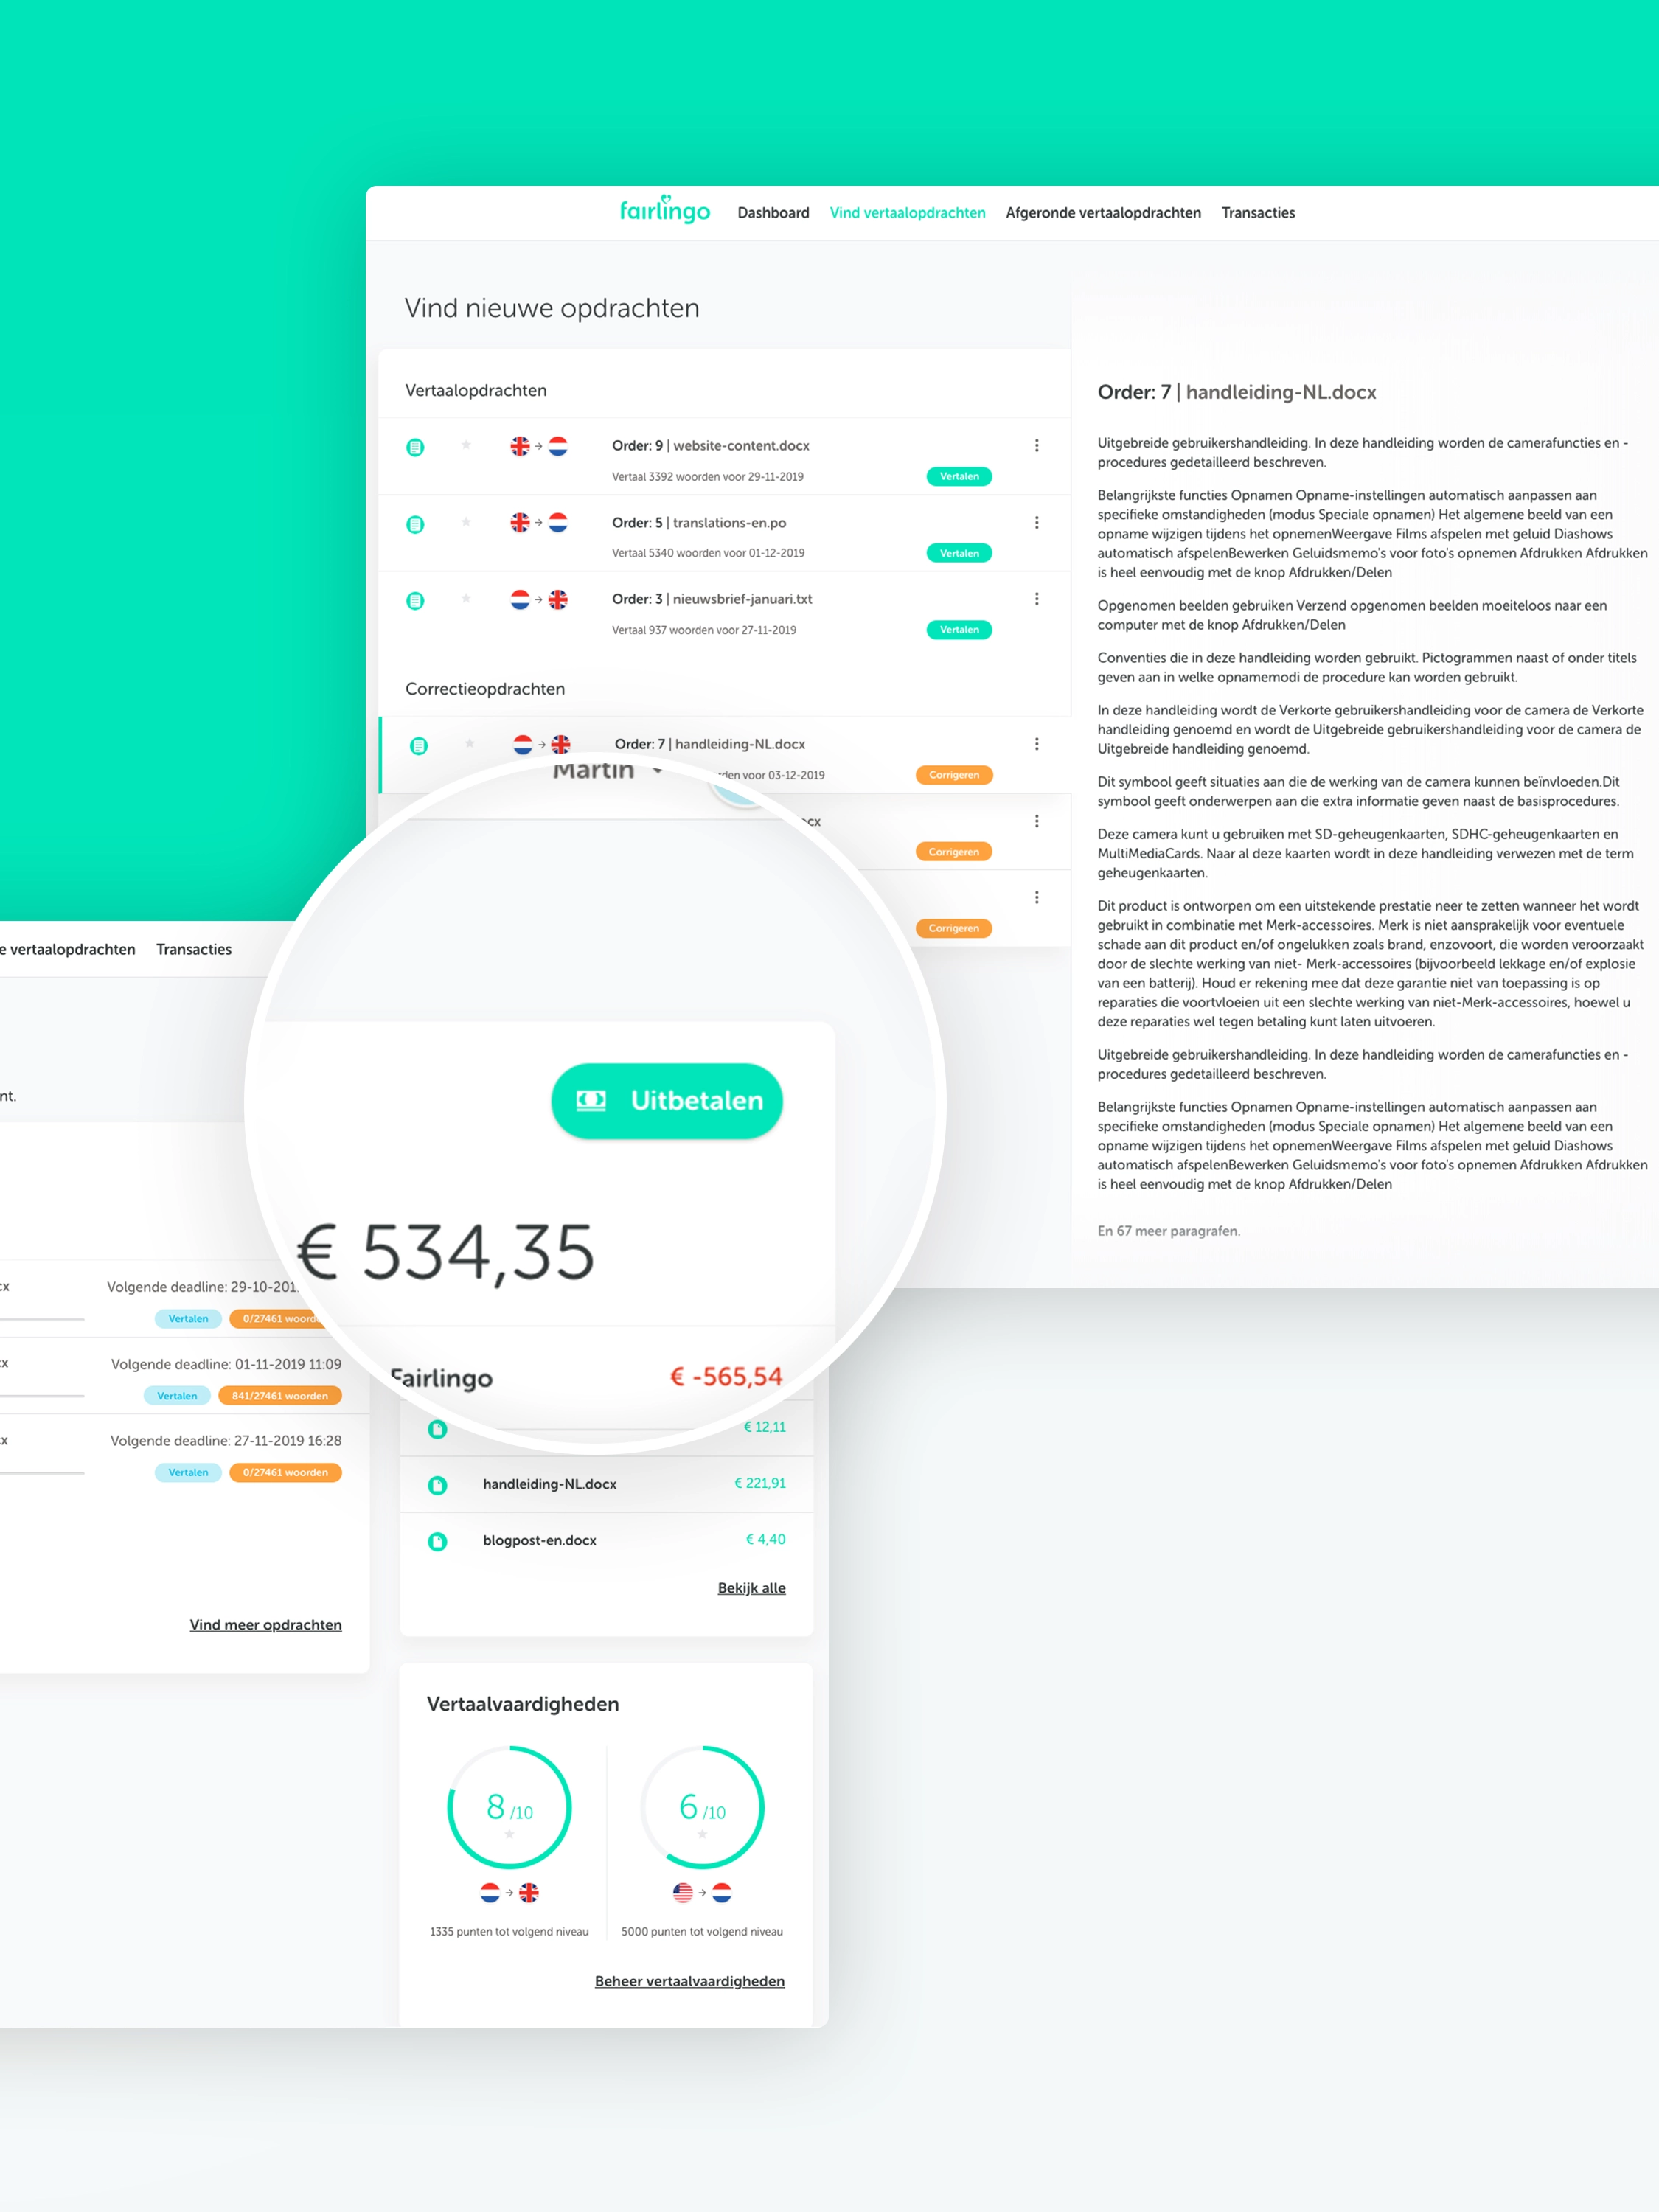 fairlingo
Dashboard
Vind vertaalopdrachten
Afgeronde vertaalopdrachten
Transacties
Vind nieuwe opdrachten
Vertaalopdrachten
Order: 9 | website-content.docx
Vertaal 3392 woorden voor 29-11-2019
Vertalen
Order: 5 | translations-en.po
Vertaal 5340 woorden voor 01-12-2019
Vertalen
Order: 3 | nieuwsbrief-januari.txt
Vertaal 937 woorden voor 27-11-2019
Vertalen
Correctieopdrachten
Order: 7 | handleiding-NL.docx
voor 03-12-2019
Corrigeren
Corrigeren
Corrigeren
Order: 7 | handleiding-NL.docx
Uitgebreide gebruikershandleiding. In deze handleiding worden de camerafuncties en -
procedures gedetailleerd beschreven.
Belangrijkste functies Opnamen Opname-instellingen automatisch aanpassen aan
specifieke omstandigheden (modus Speciale opnamen) Het algemene beeld van een
opname wijzigen tijdens het opnemenWeergave Films afspelen met geluid Diashows
automatisch afspelenBewerken Geluidsmemo's voor foto's opnemen Afdrukken Afdrukken
is heel eenvoudig met de knop Afdrukken/Delen
Opgenomen beelden gebruiken Verzend opgenomen beelden moeiteloos naar een
computer met de knop Afdrukken/Delen
Conventies die in deze handleiding worden gebruikt. Pictogrammen naast of onder titels
geven aan in welke opnamemodi de procedure kan worden gebruikt.
In deze handleiding wordt de Verkorte gebruikershandleiding voor de camera de Verkorte
handleiding genoemd en wordt de Uitgebreide gebruikershandleiding voor de camera de
Uitgebreide handleiding genoemd.
Dit symbool geeft situaties aan die de werking van de camera kunnen beïnvloeden.Dit
symbool geeft onderwerpen aan die extra informatie geven naast de basisprocedures.
Deze camera kunt u gebruiken met SD-geheugenkaarten, SDHC-geheugenkaarten en
MultiMediaCards. Naar al deze kaarten wordt in deze handleiding verwezen met de term
geheugenkaarten.
Dit product is ontworpen om een uitstekende prestatie neer te zetten wanneer het wordt
gebruikt in combinatie met Merk-accessoires. Merk is niet aansprakelijk voor eventuele
schade aan dit product en/of ongelukken zoals brand, enzovoort, die worden veroorzaakt
door de slechte werking van niet- Merk-accessoires (bijvoorbeeld lekkage en/of explosie
van een batterij). Houd er rekening mee dat deze garantie niet van toepassing is op
reparaties die voortvloeien uit een slechte werking van niet-Merk-accessoires, hoewel u
deze reparaties wel tegen betaling kunt laten uitvoeren.
Uitgebreide gebruikershandleiding. In deze handleiding worden de camerafuncties en -
procedures gedetailleerd beschreven.
Belangrijkste functies Opnamen Opname-instellingen automatisch aanpassen aan
specifieke omstandigheden (modus Speciale opnamen) Het algemene beeld van een
opname wijzigen tijdens het opnemenWeergave Films afspelen met geluid Diashows
automatisch afspelenBewerken Geluidsmemo's voor foto's opnemen Afdrukken Afdrukken
is heel eenvoudig met de knop Afdrukken/Delen
En 67 meer paragrafen.
Martin
Uitbetalen
€ 534,35
Fairlingo
€ -565,54
e vertaalopdrachten
Transacties
nt.
Volgende deadline: 29-10-201
Vertalen
0/27461 woorde
Volgende deadline: 01-11-2019 11:09
Vertalen
841/27461 woorden
Volgende deadline: 27-11-2019 16:28
Vertalen
0/27461 woorden
Vind meer opdrachten
€ 12,11
handleiding-NL.docx
€ 221,91
blogpost-en.docx
€ 4,40
Bekijk alle
Vertaalvaardigheden
8 /10
1335 punten tot volgend niveau
6 /10
5000 punten tot volgend niveau
Beheer vertaalvaardigheden